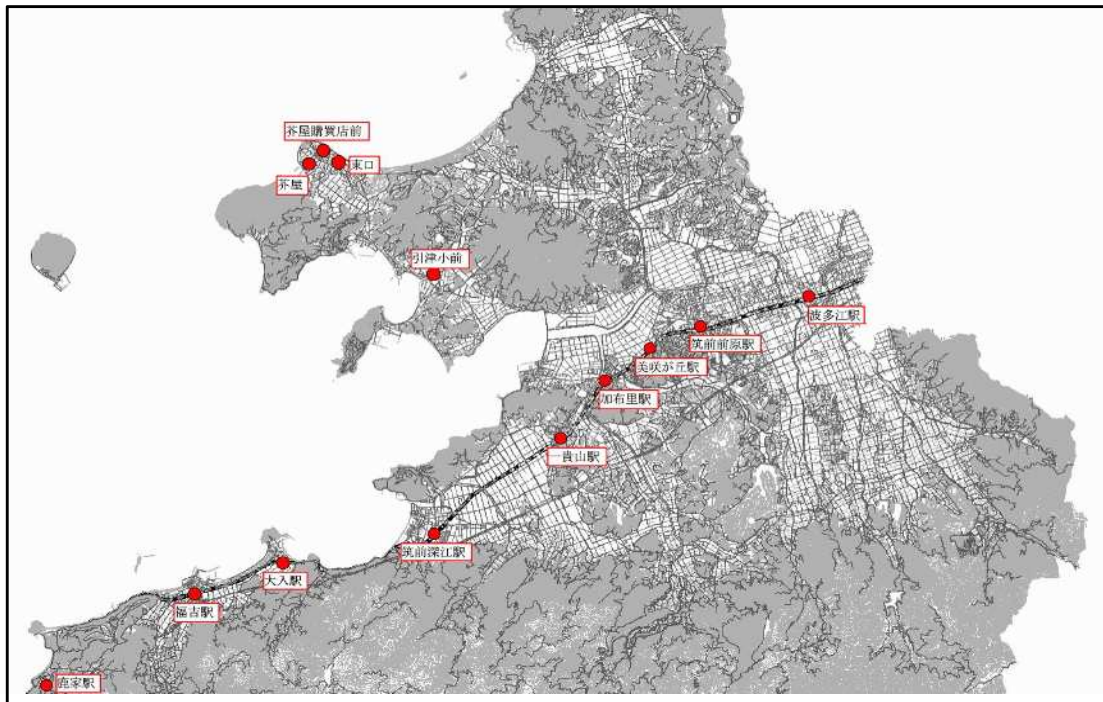 芥屋購買店前
東口
芥屋
引津小前
波多江駅
筑前前原駅
美咲が丘駅
加布里駅
一貴山駅
筑前深江駅
大入駅
福吉駅
鹿家駅